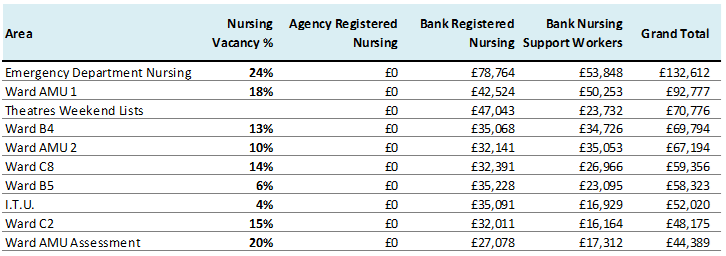 Area Nursing Vacancy % Agency Registered Nursing Bank Registered Nursing Bank Nursing Support Workers Grand Total
Emergency Department Nursing 24% £0 £78,764 £53,848 £132,612
Ward AMU 1 18% £0 £42,524 £50,253 £92,777
Theatres Weekend Lists £0 £47,043 £23,732 £70,776
Ward B4 13% £0 £35,068 £34,726 £69,794
Ward AMU 2 10% £0 £32,141 £35,053 £67,194
Ward C8 14% £0 £32,391 £26,966 £59,356
Ward B5 6% £0 £35,228 £23,095 £58,323
I.T.U. 4% £0 £35,091 £16,929 £52,020
Ward C2 15% £0 £32,011 £16,164 £48,175
Ward AMU Assessment 20% £0 £27,078 £17,312 £44,389